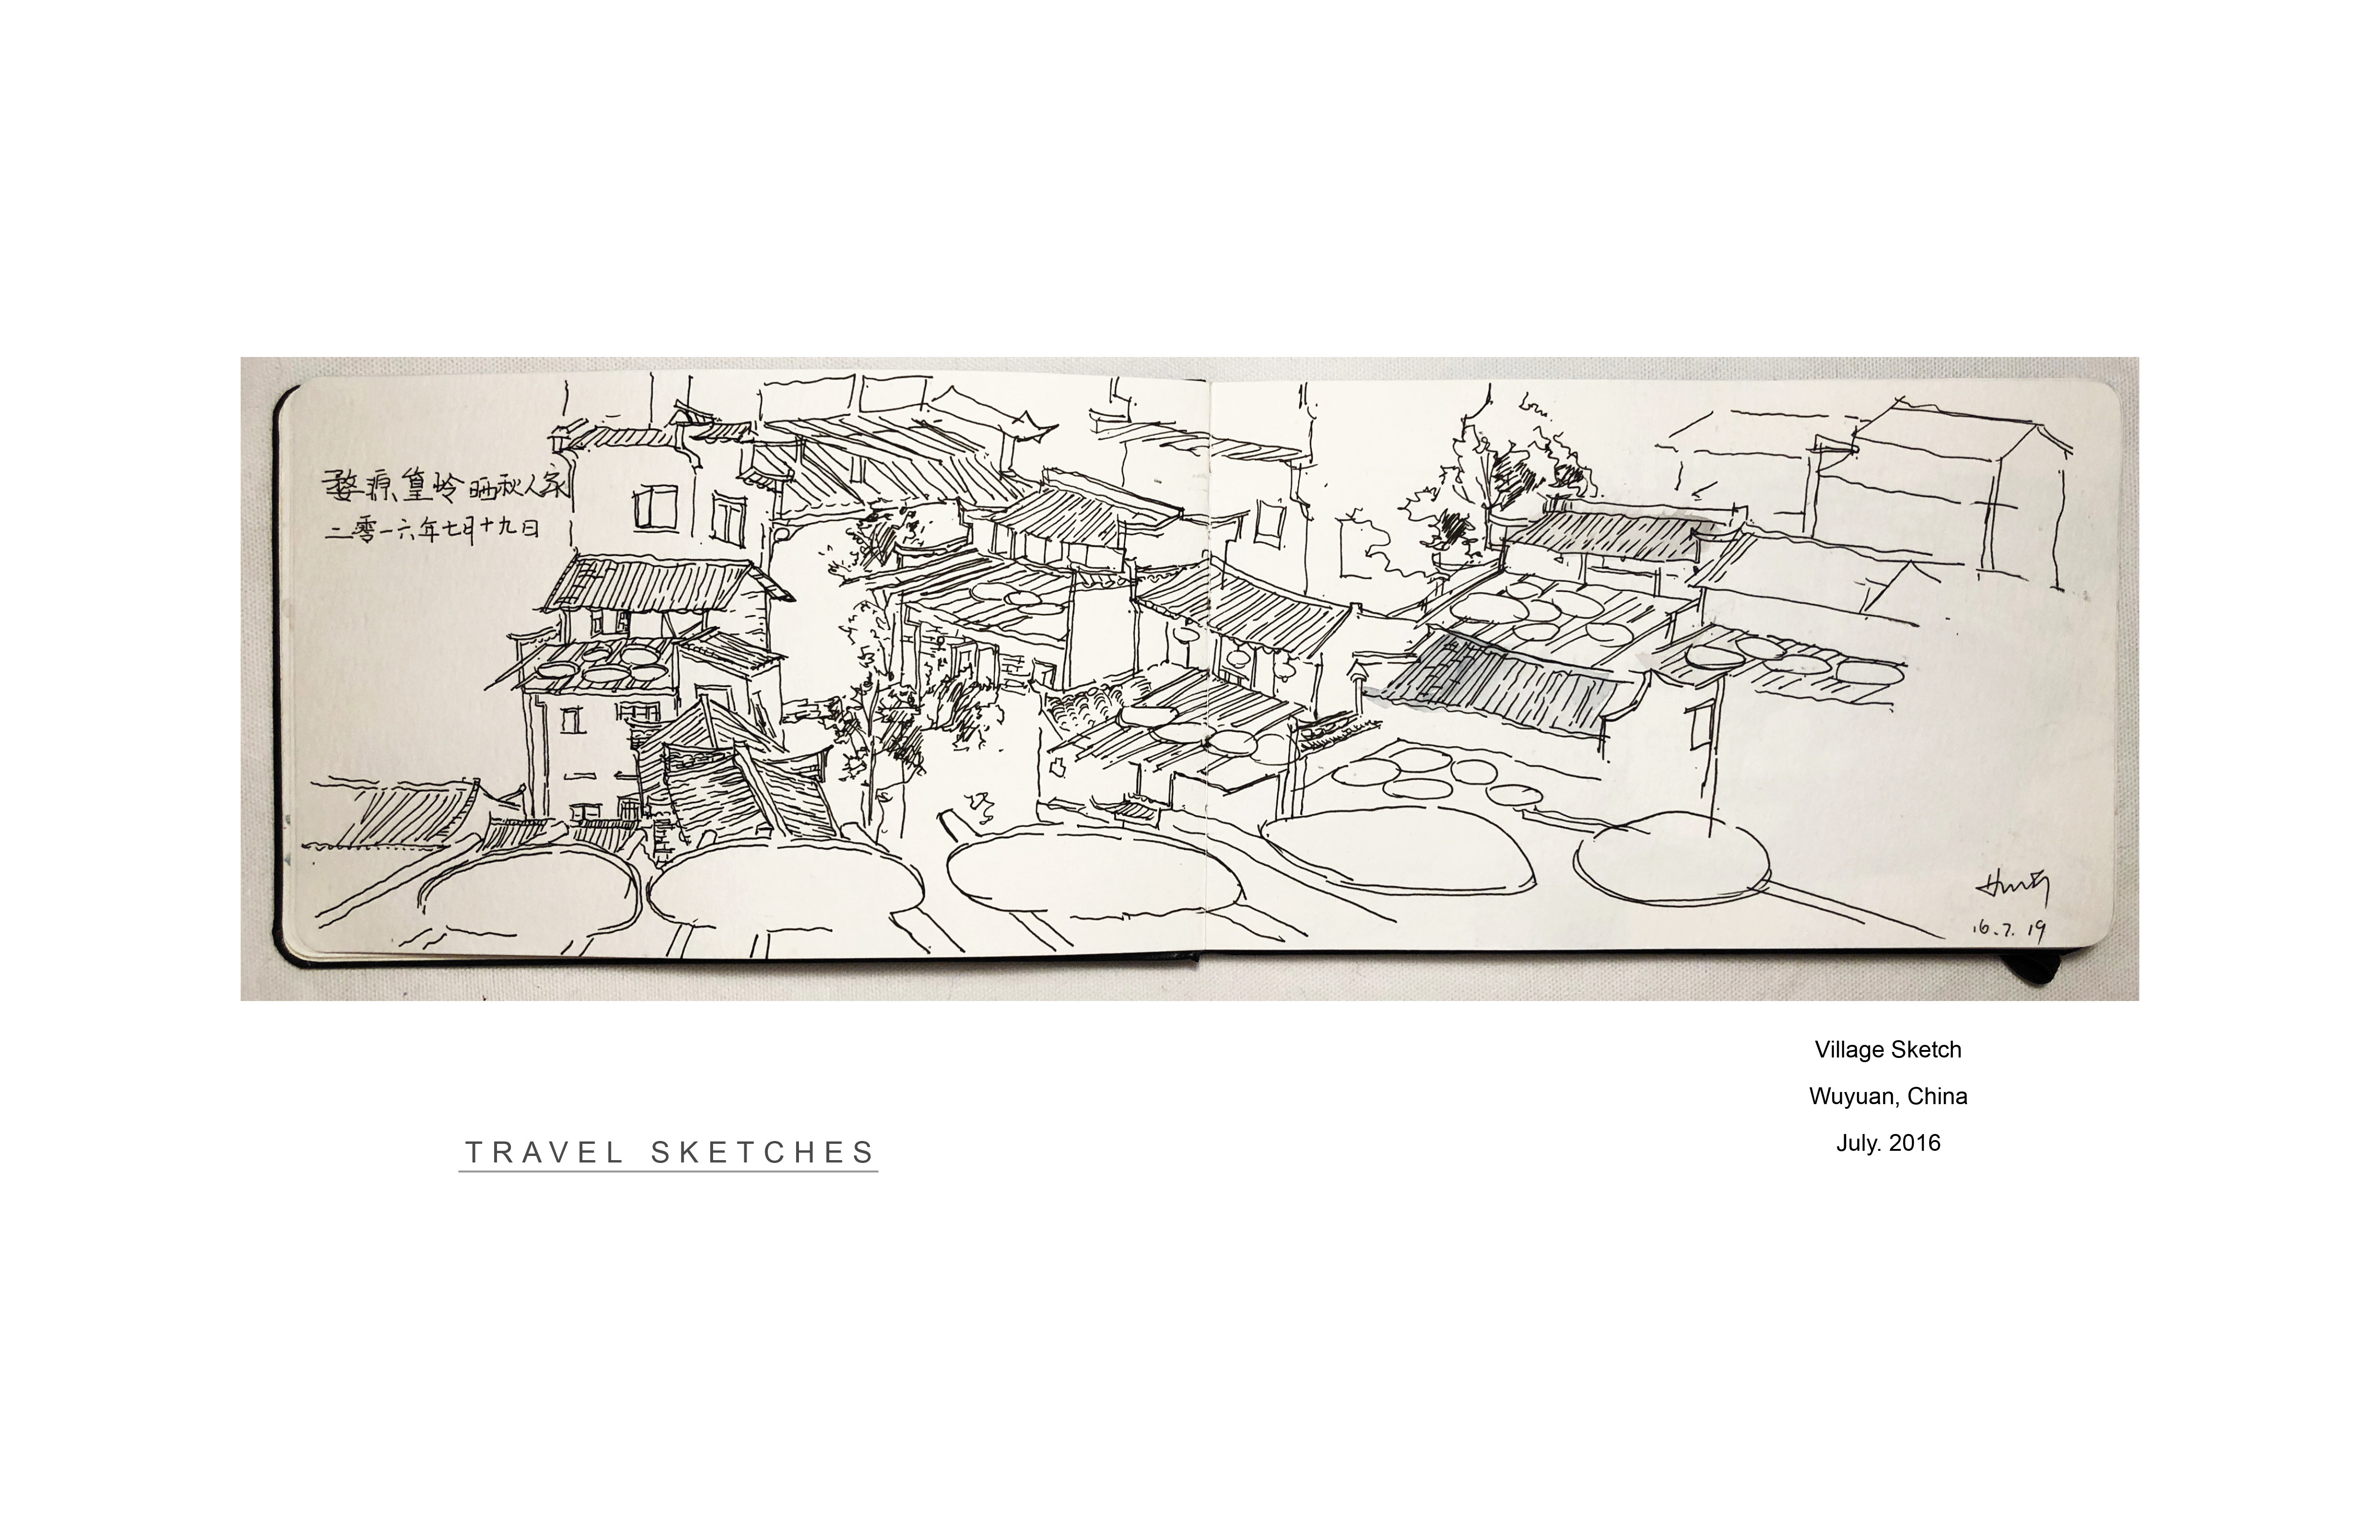 婺源篁岭晒秋人家
二零一六年七月十九日
16.7.19
Village Sketch
Wuyuan, China
July. 2016
TRAVEL SKETCHES